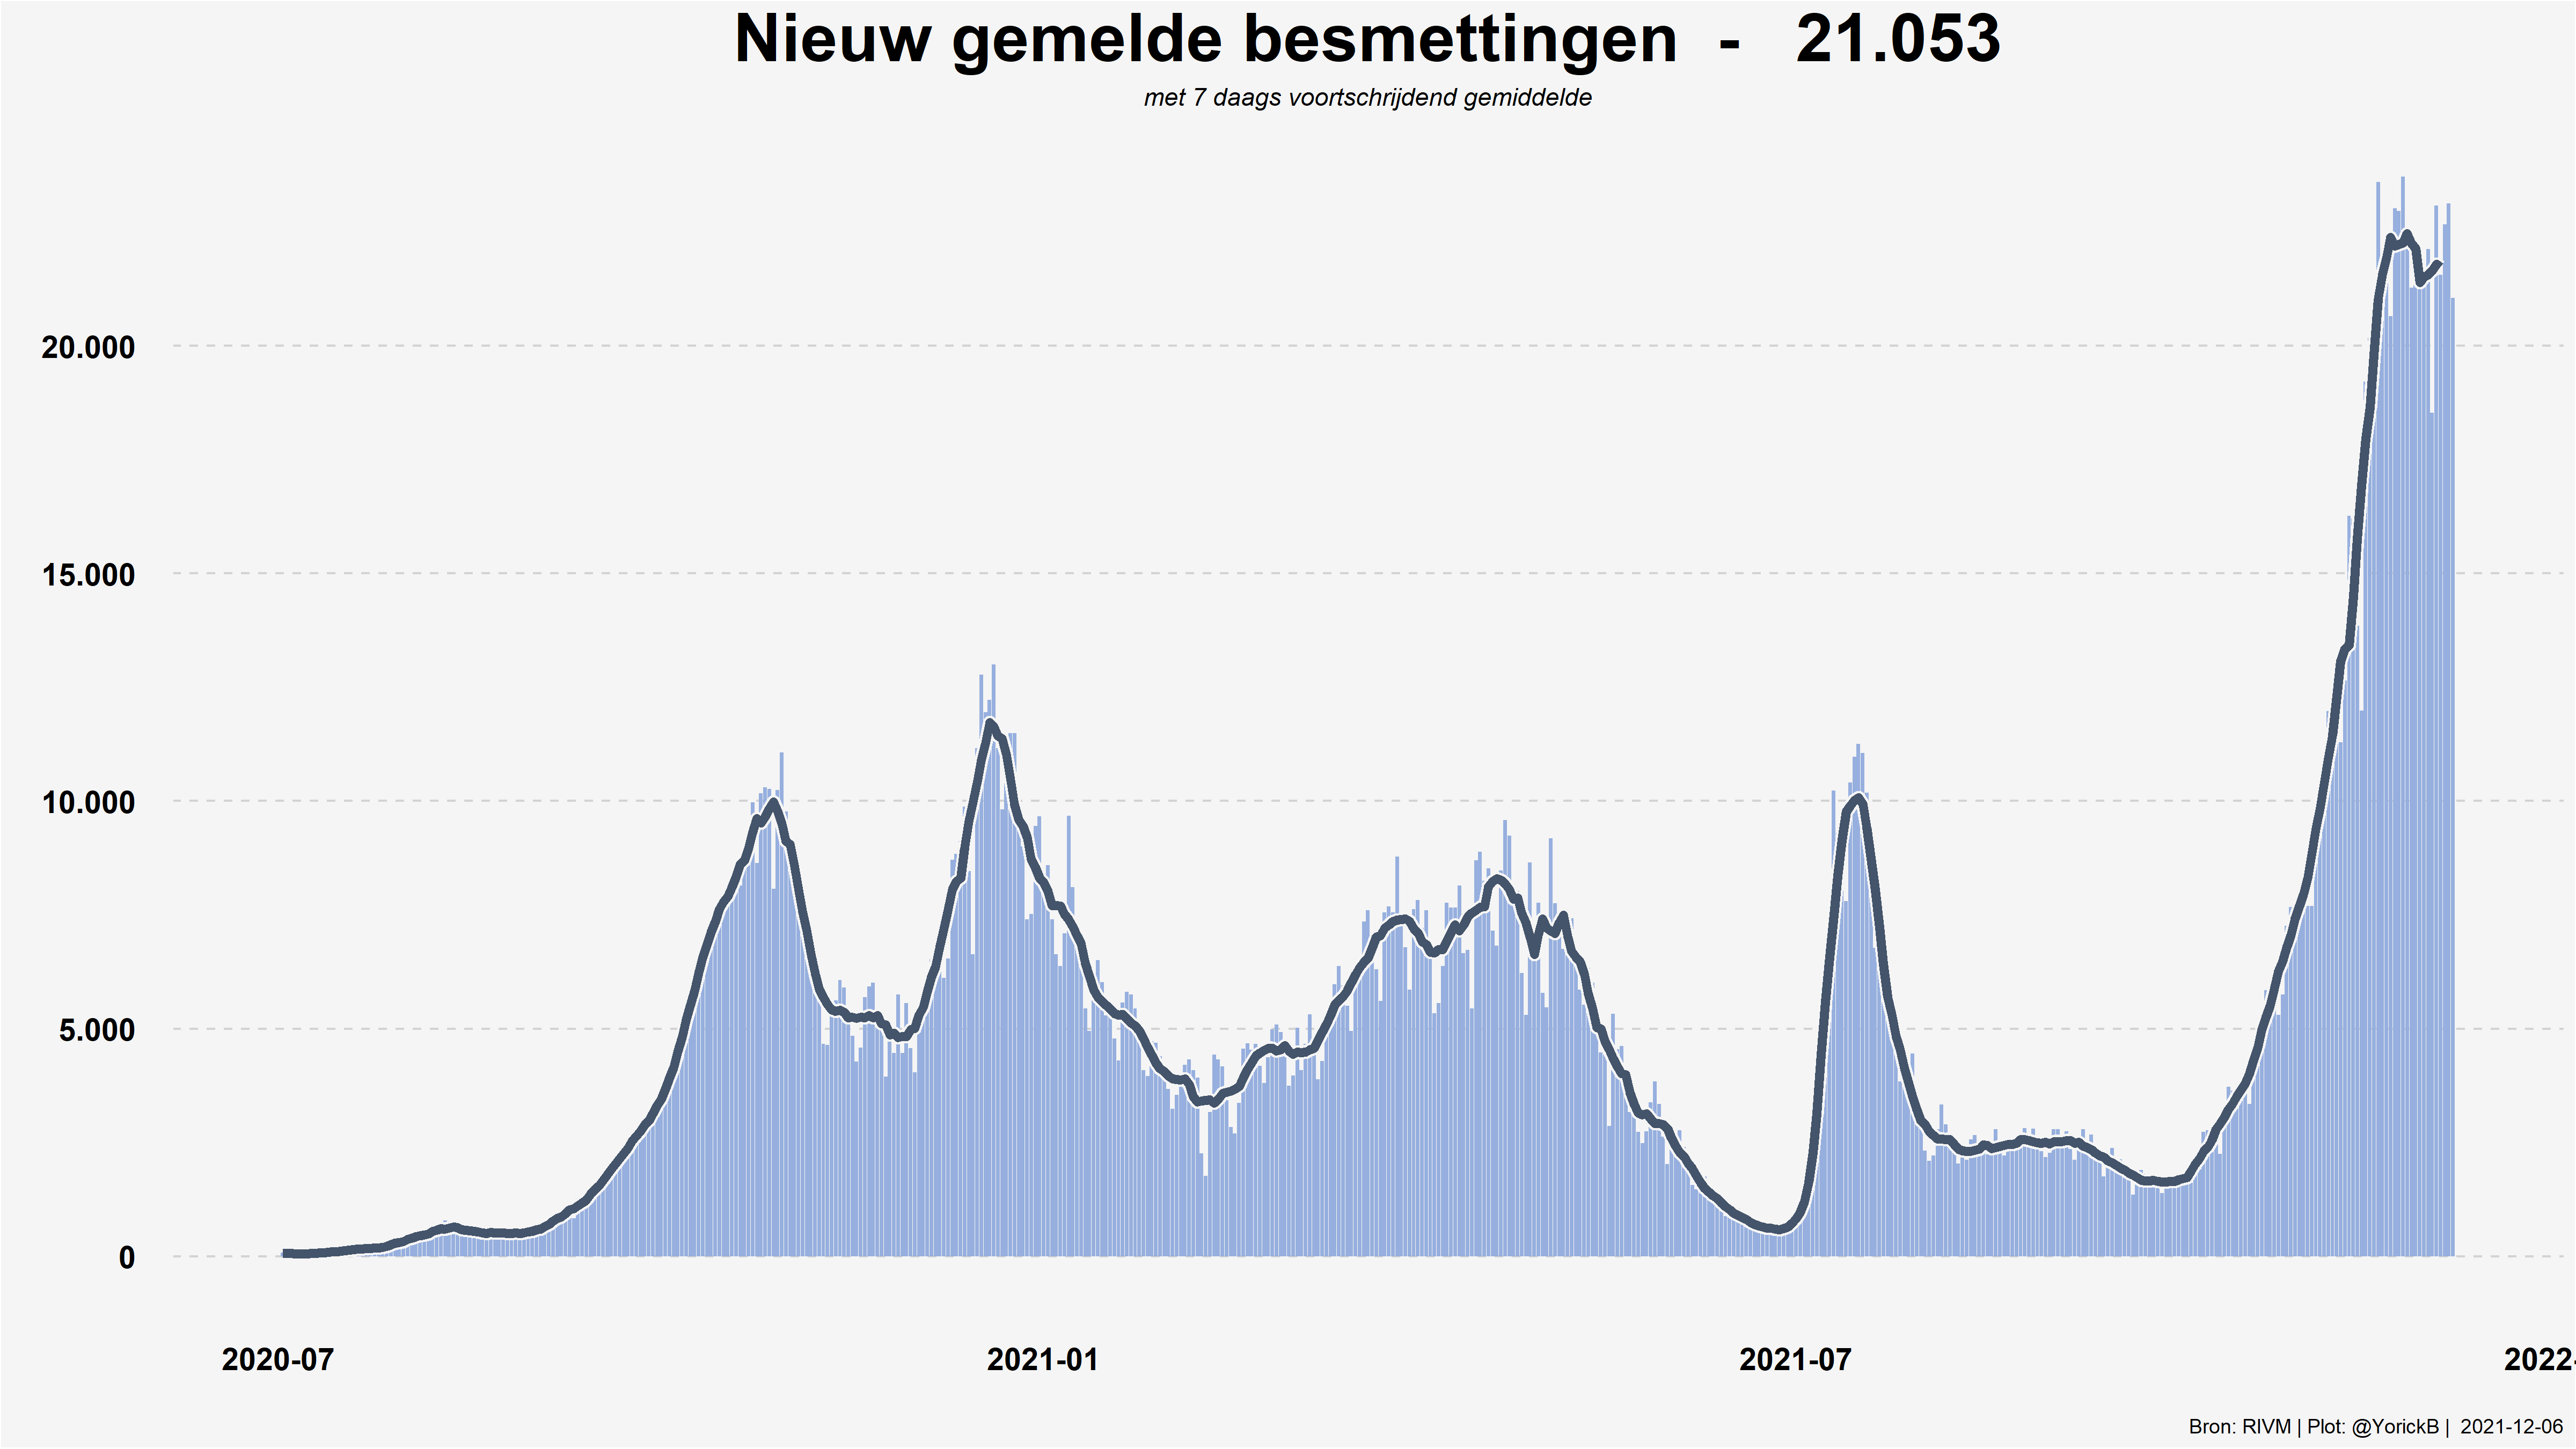 Nieuw gemelde besmettingen - 21.053
met 7 daags voortschrijdend gemiddelde
20.000
15.000
10.000
5.000
0
2020-07 2021-01 2021-07 2022-
Bron: RIVM | Plot: @YorickB | 2021-12-06